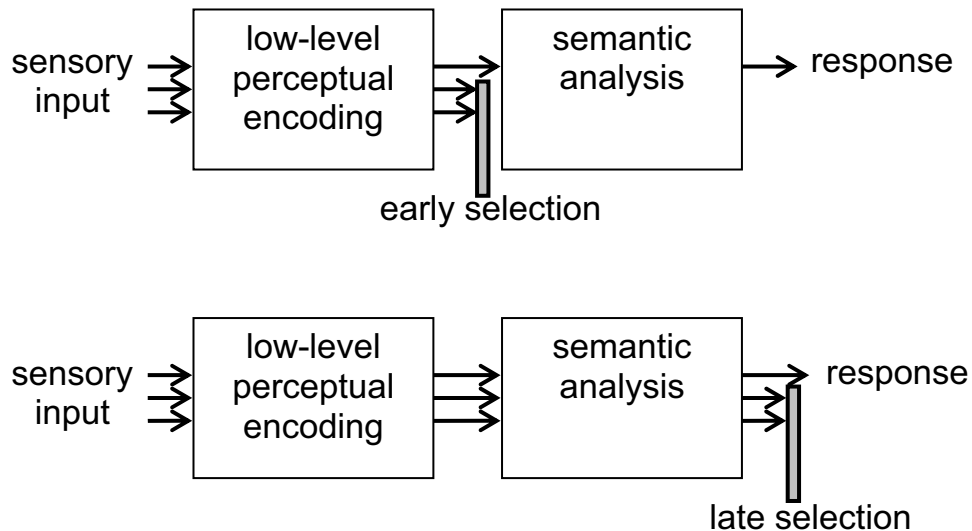 sensory
input
low-level
perceptual
encoding
semantic
analysis
response
early selection
sensory
input
low-level
perceptual
encoding
semantic
analysis
response
late selection